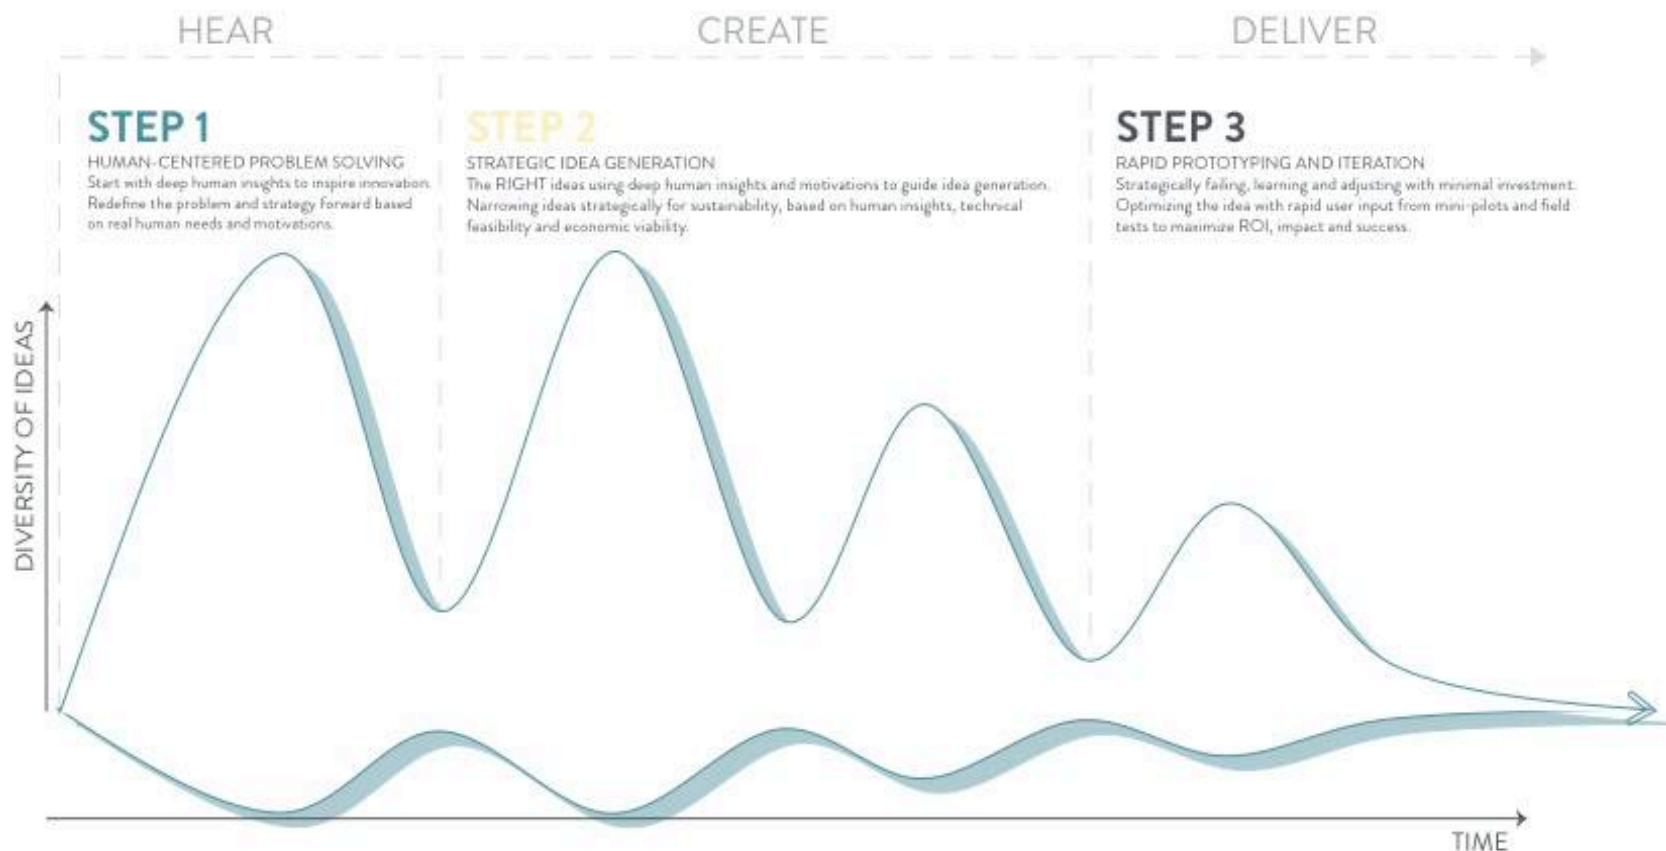 HEAR
CREATE
DELIVER
STEP 1
HUMAN-CENTERED PROBLEM SOLVING
Start with deep human insights to inspire innovation.
Redefine the problem and strategy forward based
on real human needs and motivations.
STEP 2
STRATEGIC IDEA GENERATION
The RIGHT ideas using deep human insights and motivations to guide idea generation.
Narrowing ideas strategically for sustainability, based on human insights, technical
feasibility and economic viability.
STEP 3
RAPID PROTOTYPING AND ITERATION
Strategically failing, learning and adjusting with minimal investment.
Optimizing the idea with rapid user input from mini-pilots and field
tests to maximize ROI, impact and success.
DIVERSITY OF IDEAS
TIME